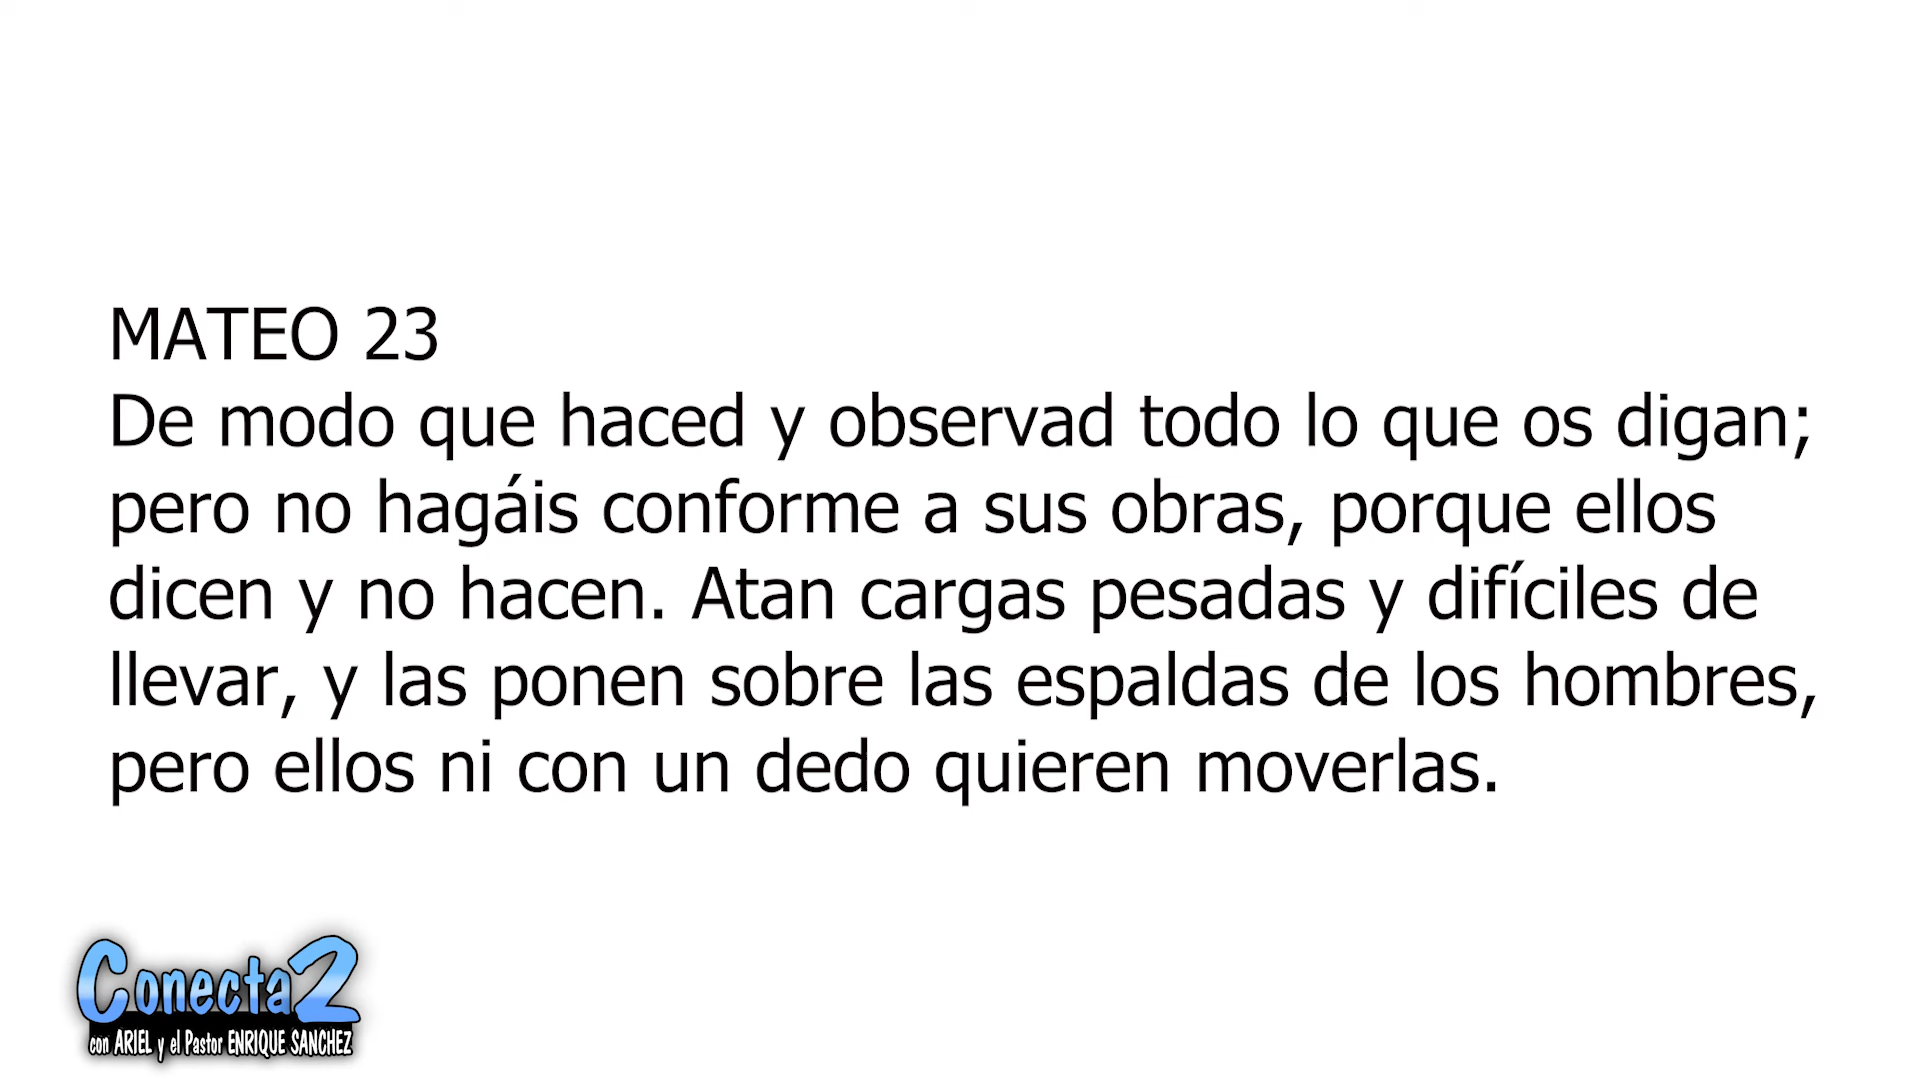 MATEO 23
De modo que haced y observad todo lo que os digan;
pero no hagáis conforme a sus obras, porque ellos
dicen y no hacen. Atan cargas pesadas y difíciles de
llevar, y las ponen sobre las espaldas de los hombres,
pero ellos ni con un dedo quieren moverlas.
Conecta2
con ARIEL y el Pastor ENRIQUE SANCHEZ